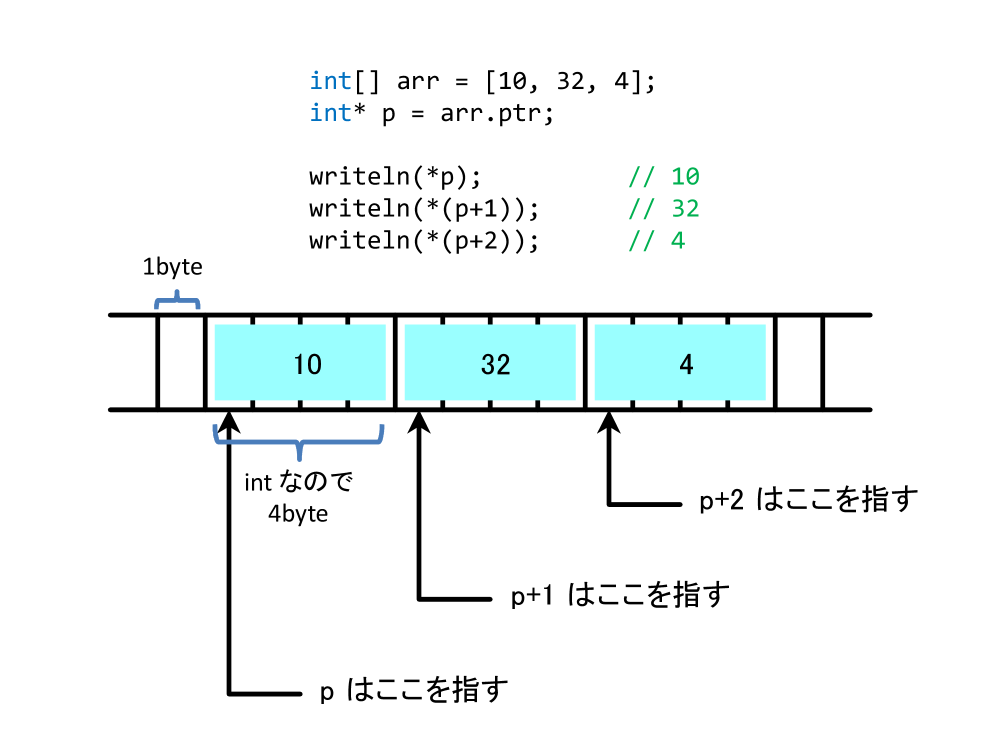 int[] arr = [10, 32, 4];
int* p = arr.ptr;
writeln(*p); // 10
writeln(*(p+1)); // 32
writeln(*(p+2)); // 4
1byte
10
32
4
int なので
4byte
p+2 はここを指す
p+1 はここを指す
p はここを指す